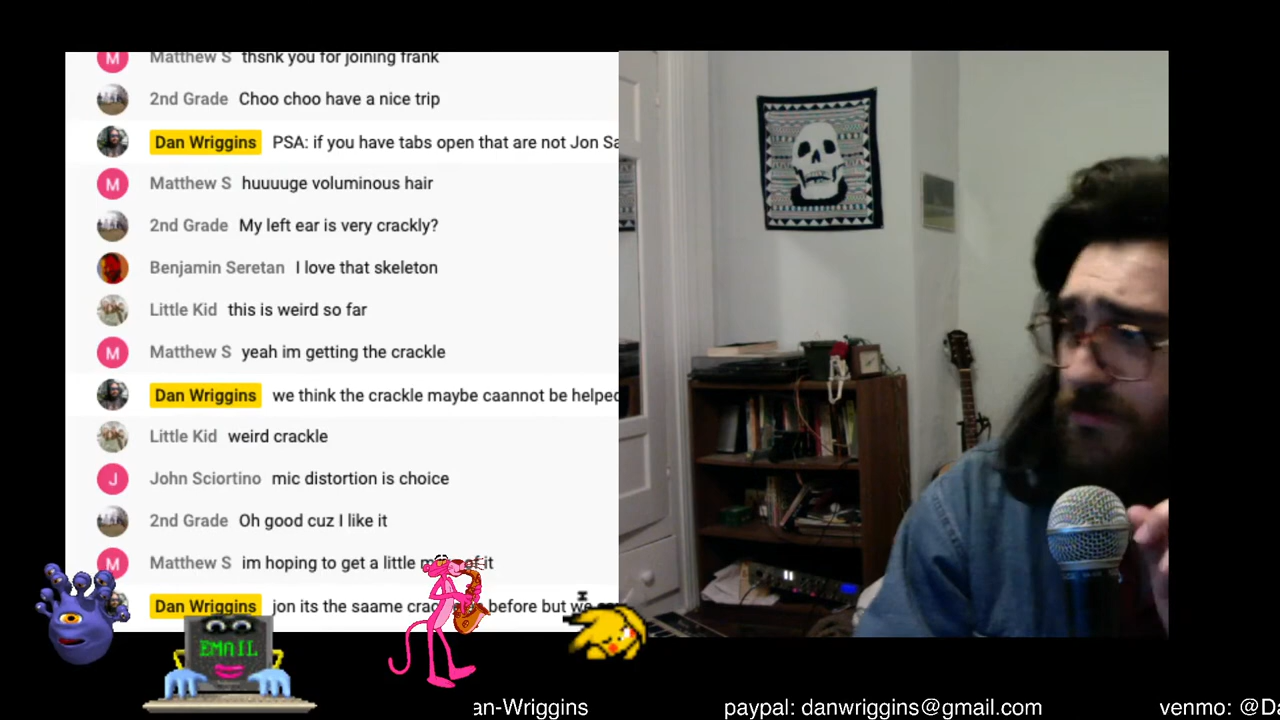 Matthew S thsnk you for joining frank
2nd Grade Choo choo have a nice trip
Dan Wriggins PSA: if you have tabs open that are not Jon Sa
Matthew S huuuuge voluminous hair
2nd Grade My left ear is very crackly?
Benjamin Seretan I love that skeleton
Little Kid this is weird so far
Matthew S yeah im getting the crackle
Dan Wriggins we think the crackle maybe caannot be helped
Little Kid weird crackle
John Sciortino mic distortion is choice
2nd Grade Oh good cuz I like it
Matthew S im hoping to get a little it
Dan Wriggins jon its the saame before but we
EMAIL
an-Wriggins paypal: danwriggins@gmail.com venmo: @Da